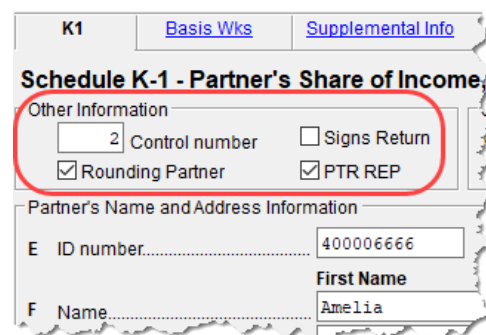 K1 Basis Wks Supplemental Info
Schedule K-1 - Partner's Share of Income,
Other Information
2 Control number Signs Return
Rounding Partner PTR REP
Partner's Name and Address Information
E ID number........................................ 400006666
First Name
F Name............................................. Amelia